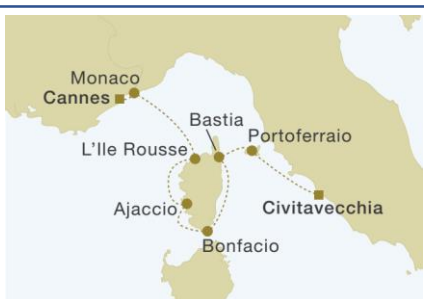 Monaco
Cannes
Bastia
Portoferraio
L'Ile Rousse
Ajaccio
Civitavecchia
Bonfacio